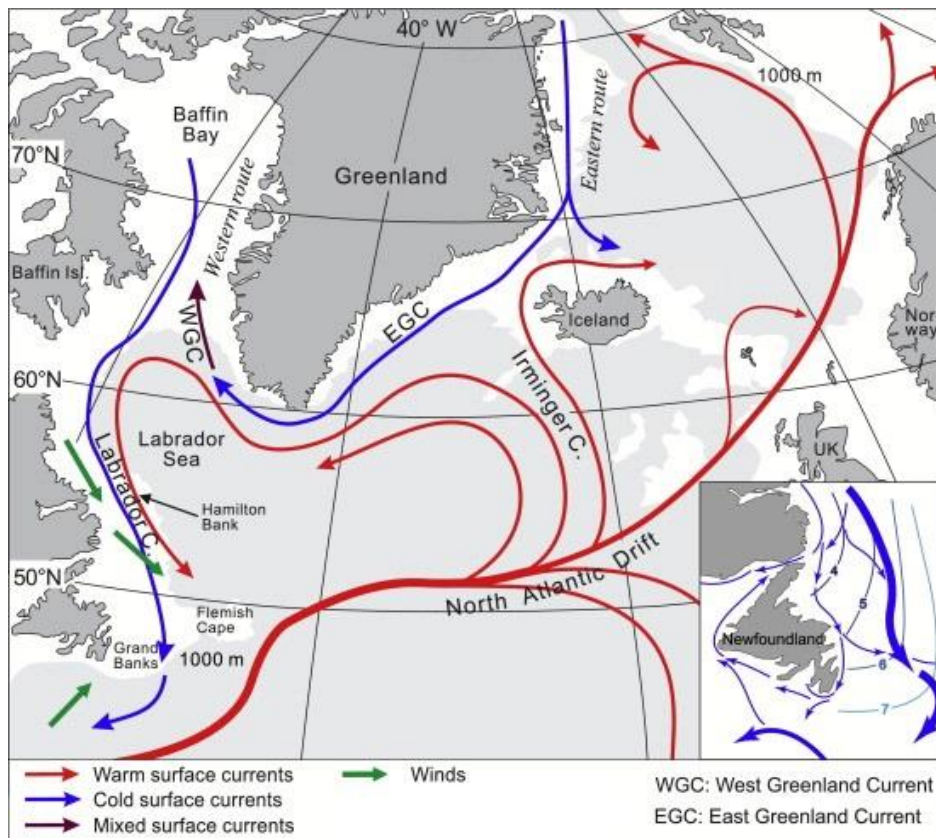 40° W
1000 m
Baffin
Bay
70°N
Western route
Greenland
Eastern route
Baffin Isl.
WGC
EGC
Iceland
Nor
way
60°N
Irminger C.
Labrador
Sea
UK
Labrador C.
Hamilton
Bank
50°N
North Atlantic Drift
Flemish
Cape
Grand
Banks
1000 m
4
5
Newfoundland
6
7
Warm surface currents
Winds
WGC: West Greenland Current
Cold surface currents
EGC: East Greenland Current
Mixed surface currents